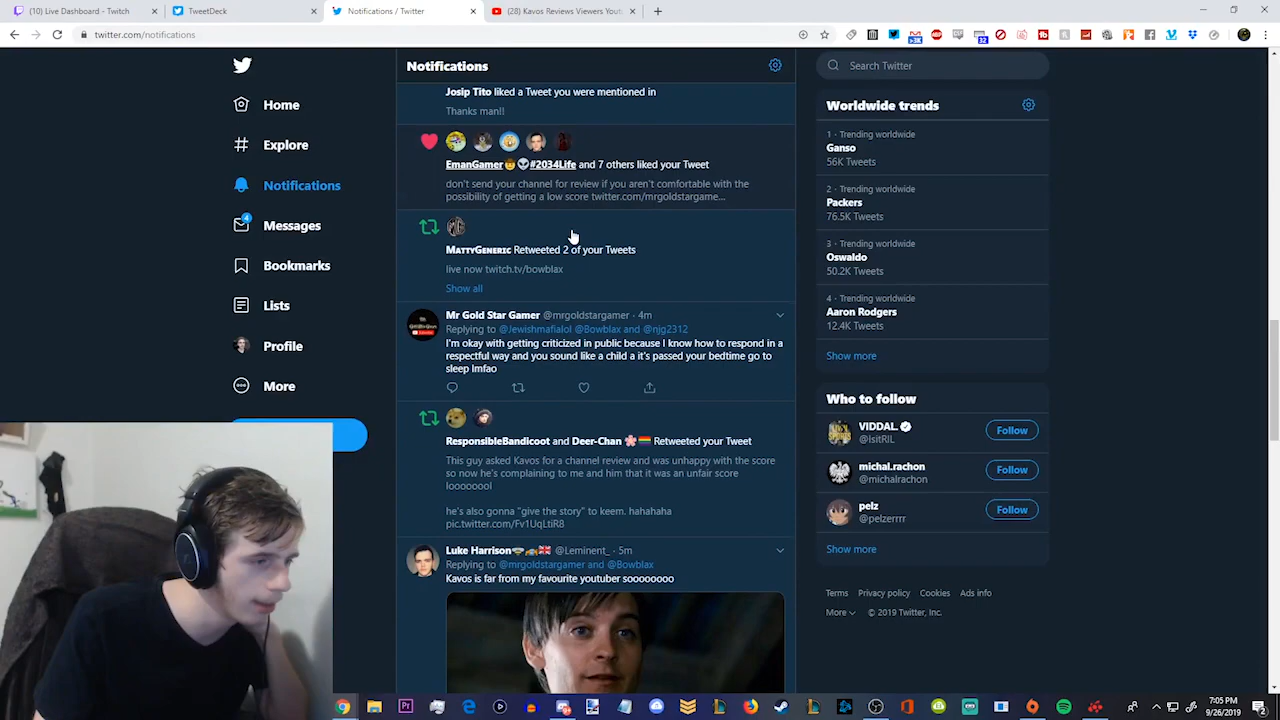 (10) Live Dashboard - Twitch
TweetDeck
Notifications / Twitter
(28) Kavos Reviews Viewers Yout
twitter.com/notifications
Home
Explore
Notifications
4
Messages
Bookmarks
Lists
Profile
More
Notifications
Josip Tito liked a Tweet you were mentioned in
Thanks man!!
EmanGamer🤠👽#2034Life and 7 others liked your Tweet
don't send your channel for review if you aren't comfortable with the
possibility of getting a low score twitter.com/mrgoldstargame...
MATTYGENERIC Retweeted 2 of your Tweets
live now twitch.tv/bowblax
Show all
Mr Gold Star Gamer @mrgoldstargamer · 4m
Replying to @Jewishmafialol @Bowblax and @njg2312
I'm okay with getting criticized in public because I know how to respond in a
respectful way and you sound like a child a it's passed your bedtime go to
sleep lmfao
ResponsibleBandicoot and Deer-Chan 🌸🏳️‍🌈 Retweeted your Tweet
This guy asked Kavos for a channel review and was unhappy with the score
so now he's complaining to me and him that it was an unfair score
loooooool
he's also gonna "give the story" to keem. hahahaha
pic.twitter.com/Fv1UqLtiR8
Luke Harrison🇬🇧 @Leminent_ · 5m
Replying to @mrgoldstargamer and @Bowblax
Kavos is far from my favourite youtuber sooooooo
Search Twitter
Worldwide trends
1 · Trending worldwide
Ganso
56K Tweets
2 · Trending worldwide
Packers
76.5K Tweets
3 · Trending worldwide
Oswaldo
50.2K Tweets
4 · Trending worldwide
Aaron Rodgers
12.4K Tweets
Show more
Who to follow
VIDDAL.
@IsitRIL
Follow
michal.rachon
@michalrachon
Follow
pelz
@pelzerrrr
Follow
Show more
Terms Privacy policy Cookies Ads info
More © 2019 Twitter, Inc.
7:05 PM
9/26/2019